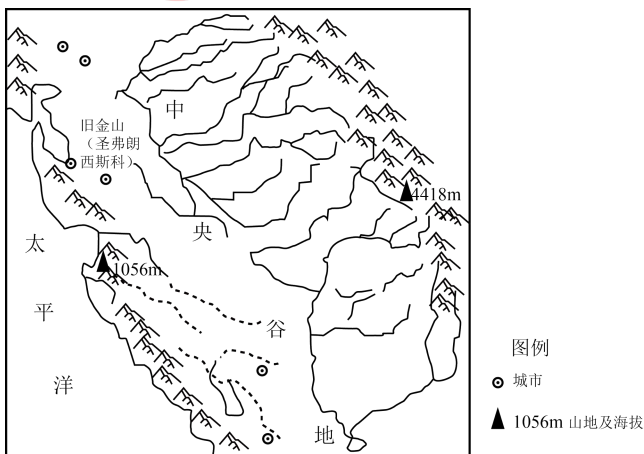 中
旧金山
（圣弗朗
西斯科）
4418m
央
太
1056m
平
谷
洋
地
图例
城市
1056m 山地及海拔